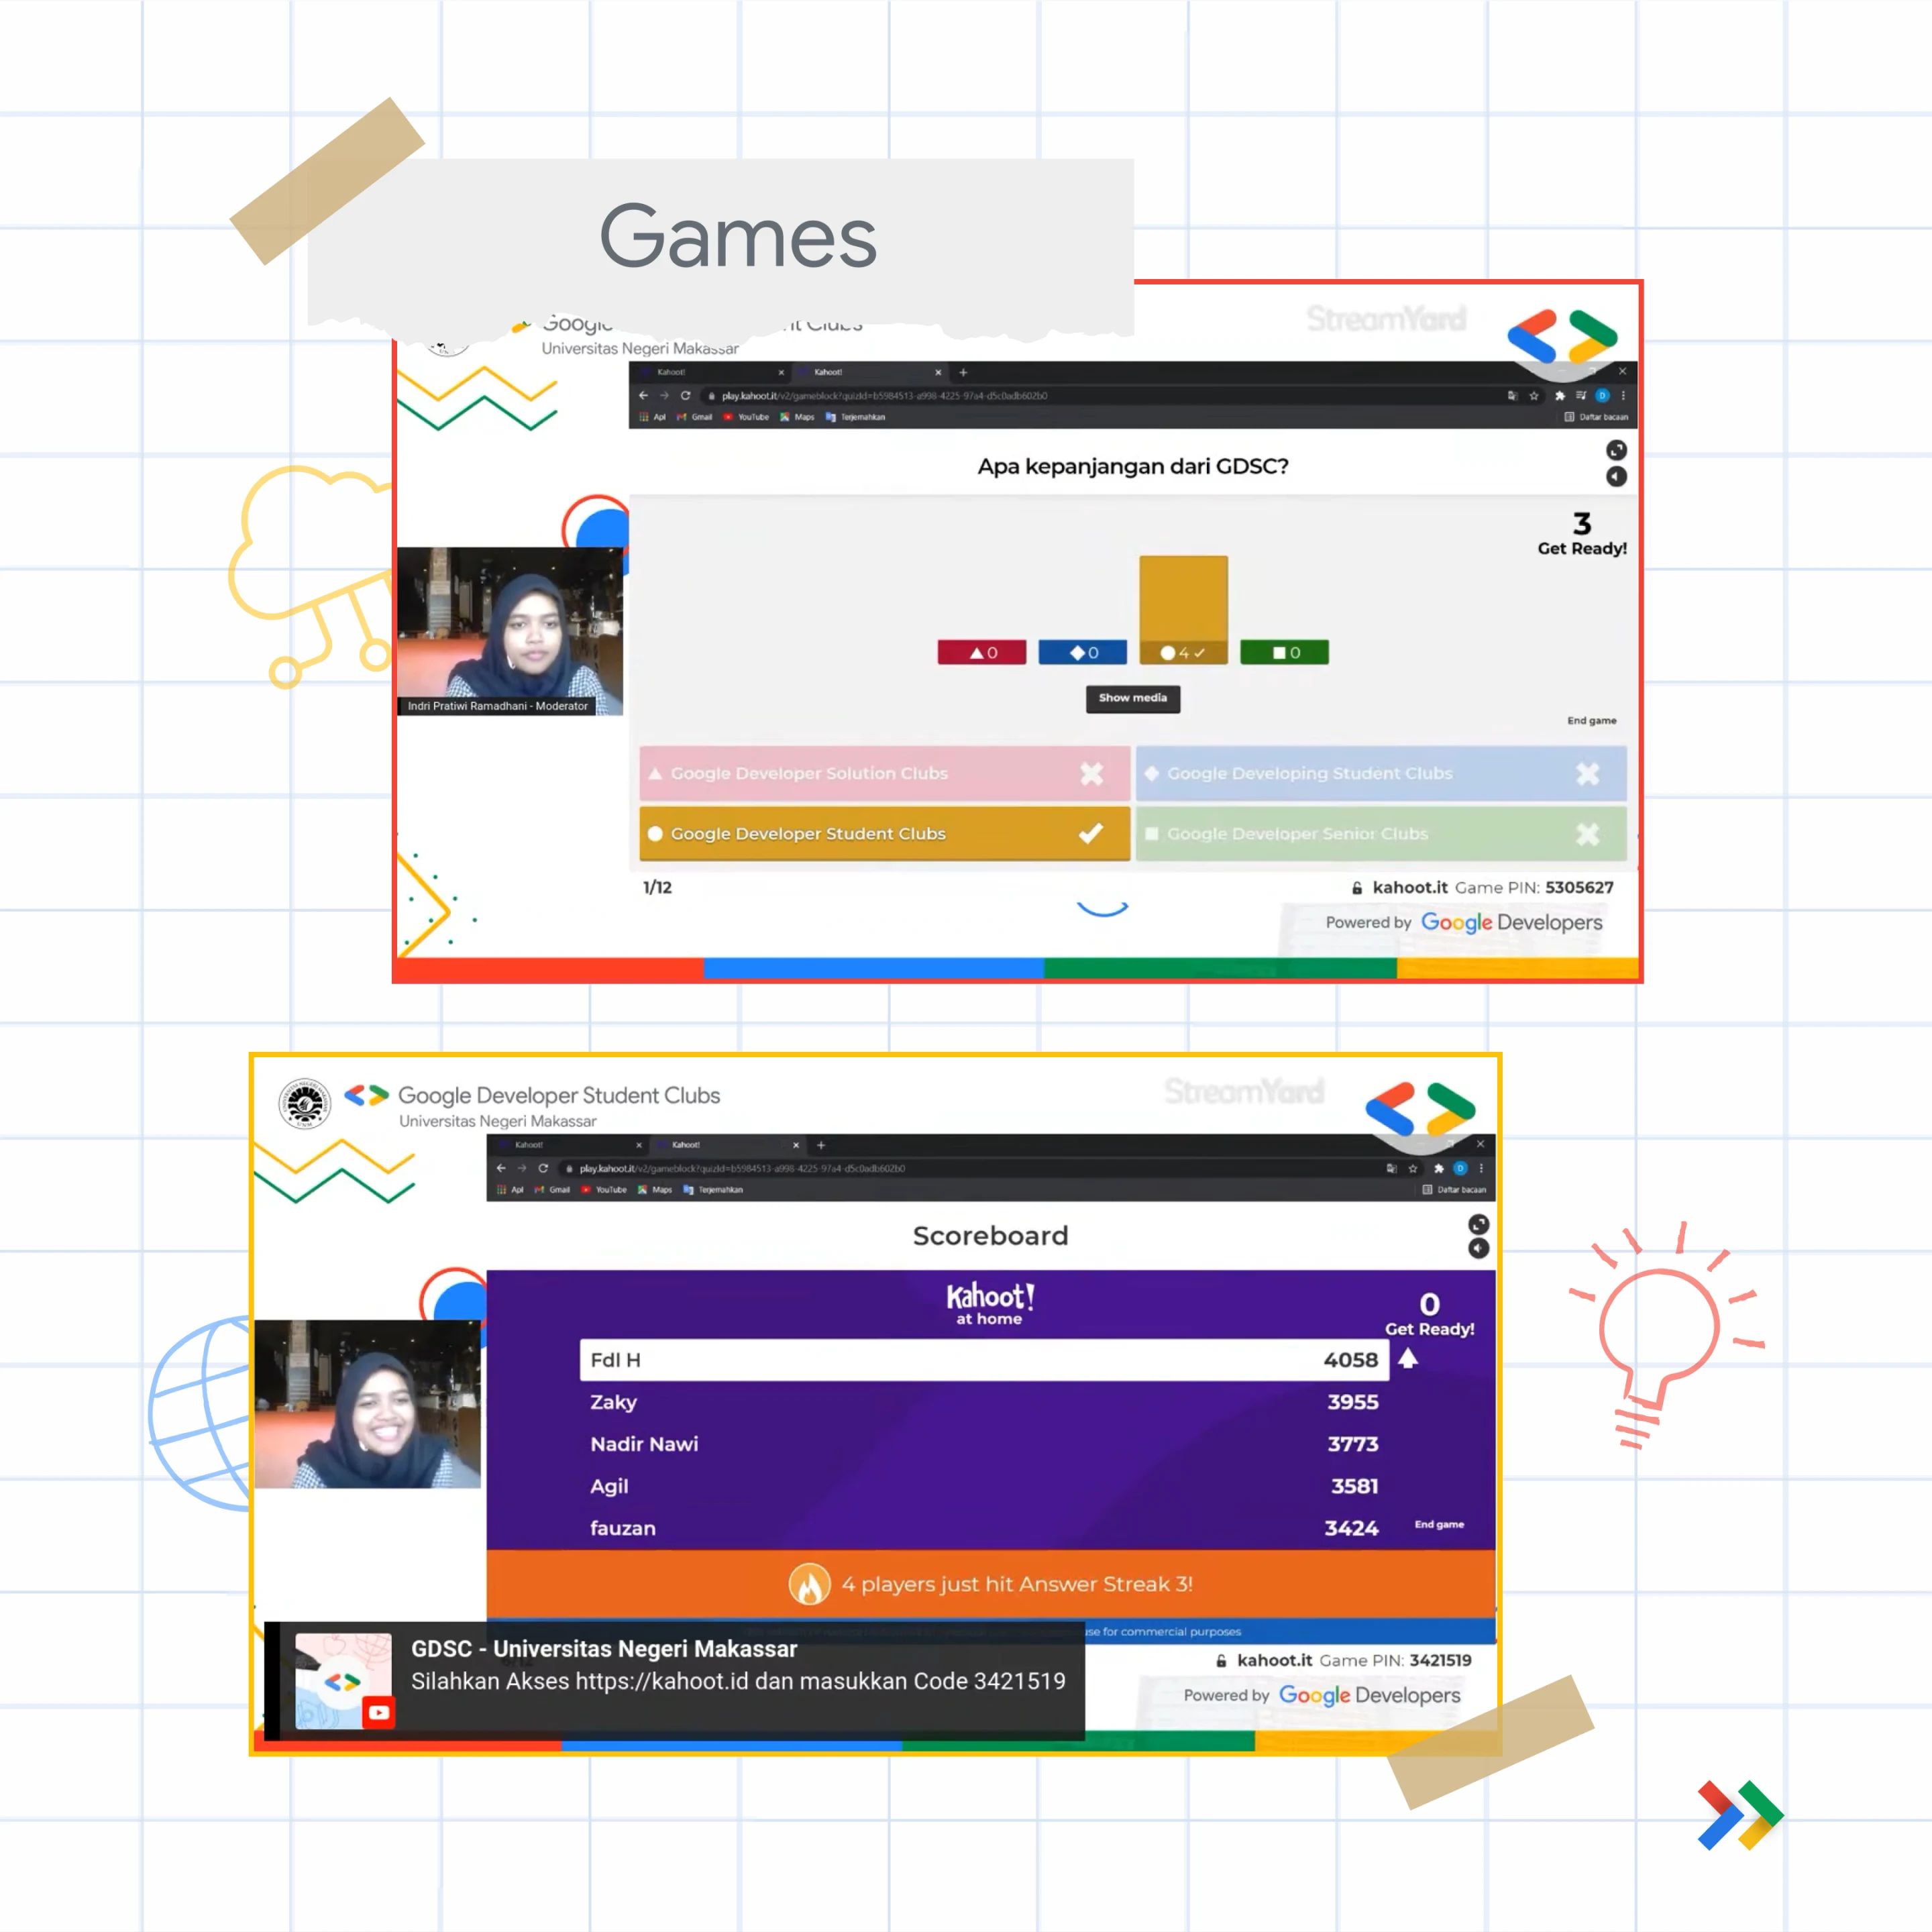 Games
StreamYard
Universitas Negeri Makassar
Kahoot!
Kahoot!
play.kahoot.it/v2/gameblock?quizId=b5984513-a998-4225-97a4-d5c0adb602b0
Apl Gmail YouTube Maps Terjemahkan Daftar bacaan
Apa kepanjangan dari GDSC?
3
Get Ready!
0 0 4 0
Show media
End game
Indri Pratiwi Ramadhani - Moderator
Google Developer Solution Clubs
Google Developing Student Clubs
Google Developer Student Clubs
Google Developer Senior Clubs
1/12
kahoot.it Game PIN: 5305627
Powered by Google Developers
Google Developer Student Clubs
StreamYard
Universitas Negeri Makassar
Kahoot!
Kahoot!
play.kahoot.it/v2/gameblock?quizId=b5984513-a998-4225-97a4-d5c0adb602b0
Apl Gmail YouTube Maps Terjemahkan Daftar bacaan
Scoreboard
Kahoot!
at home
0
Get Ready!
Fdl H 4058
Zaky 3955
Nadir Nawi 3773
Agil 3581
fauzan 3424
End game
4 players just hit Answer Streak 3!
use for commercial purposes
GDSC - Universitas Negeri Makassar
Silahkan Akses https://kahoot.id dan masukkan Code 3421519
kahoot.it Game PIN: 3421519
Powered by Google Developers